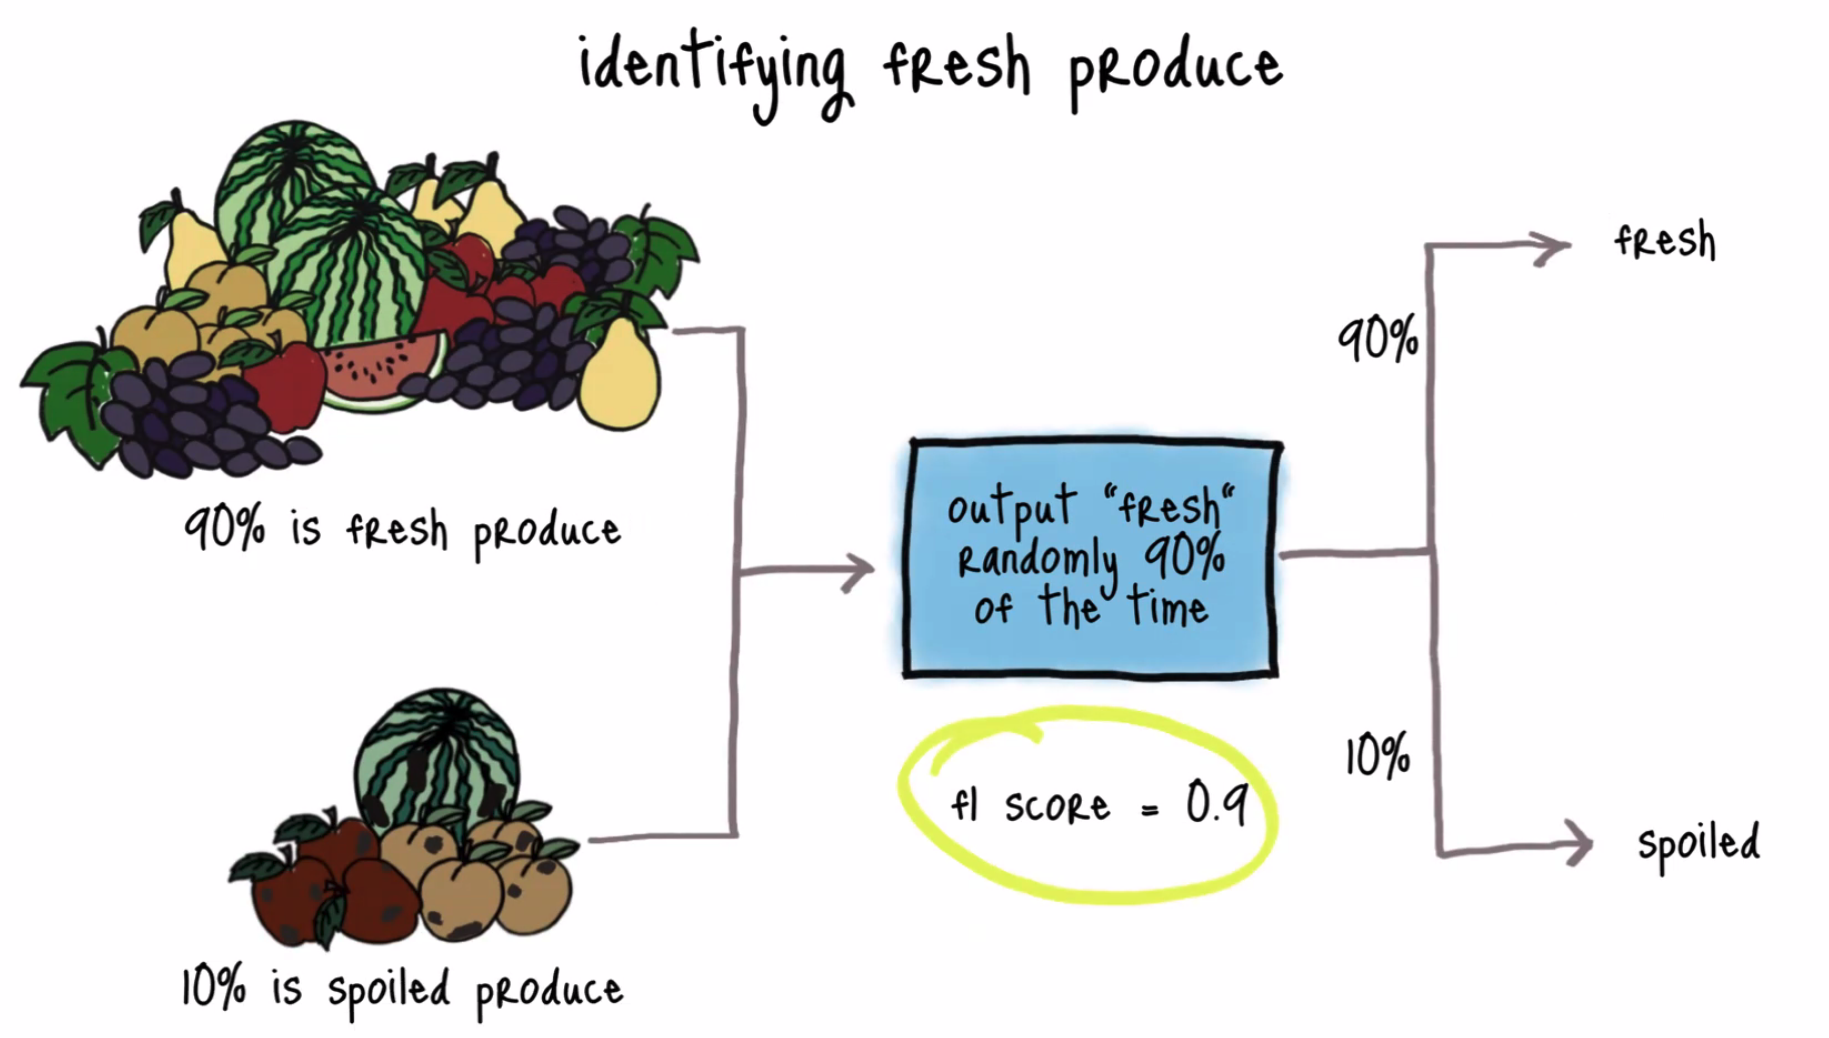 identifying fresh produce
90% is fresh produce
10% is spoiled produce
output "fresh"
randomly 90%
of the time
f1 score = 0.9
90%
fresh
10%
spoiled